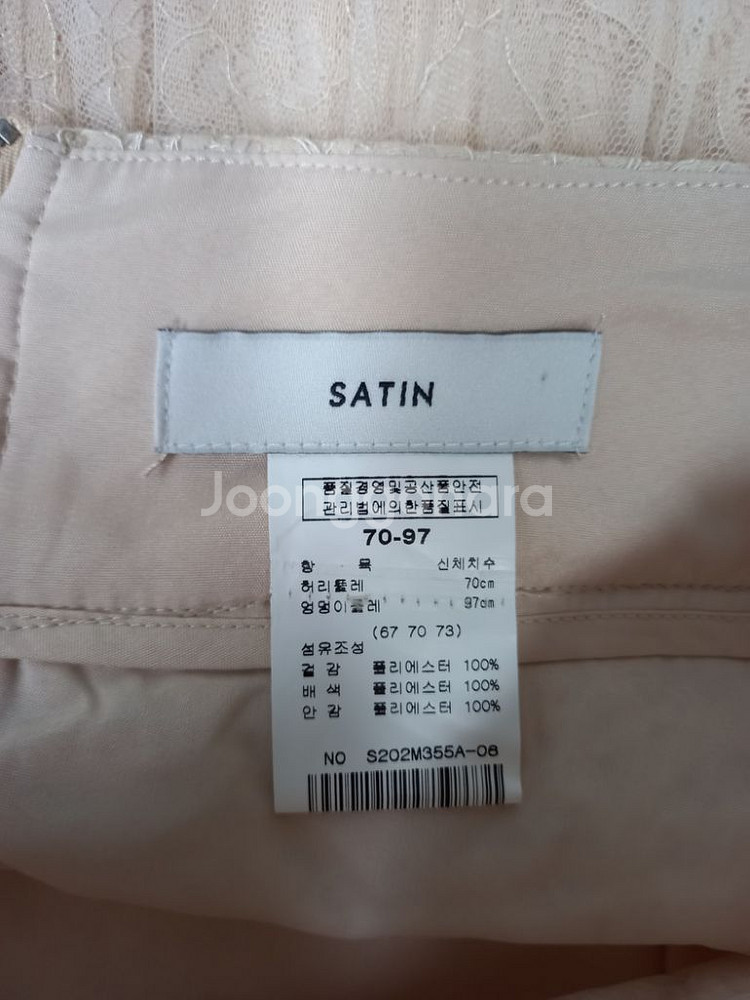 SATIN
Joonggonara
품질경영및공산품안전
관리법에의한품질표시
70-97
항 목 신체치수
허리둘레 70cm
엉덩이둘레 97cm
(67 70 73)
섬유조성
겉감 폴리에스터 100%
배색 폴리에스터 100%
안감 폴리에스터 100%
NO S202M355A-08